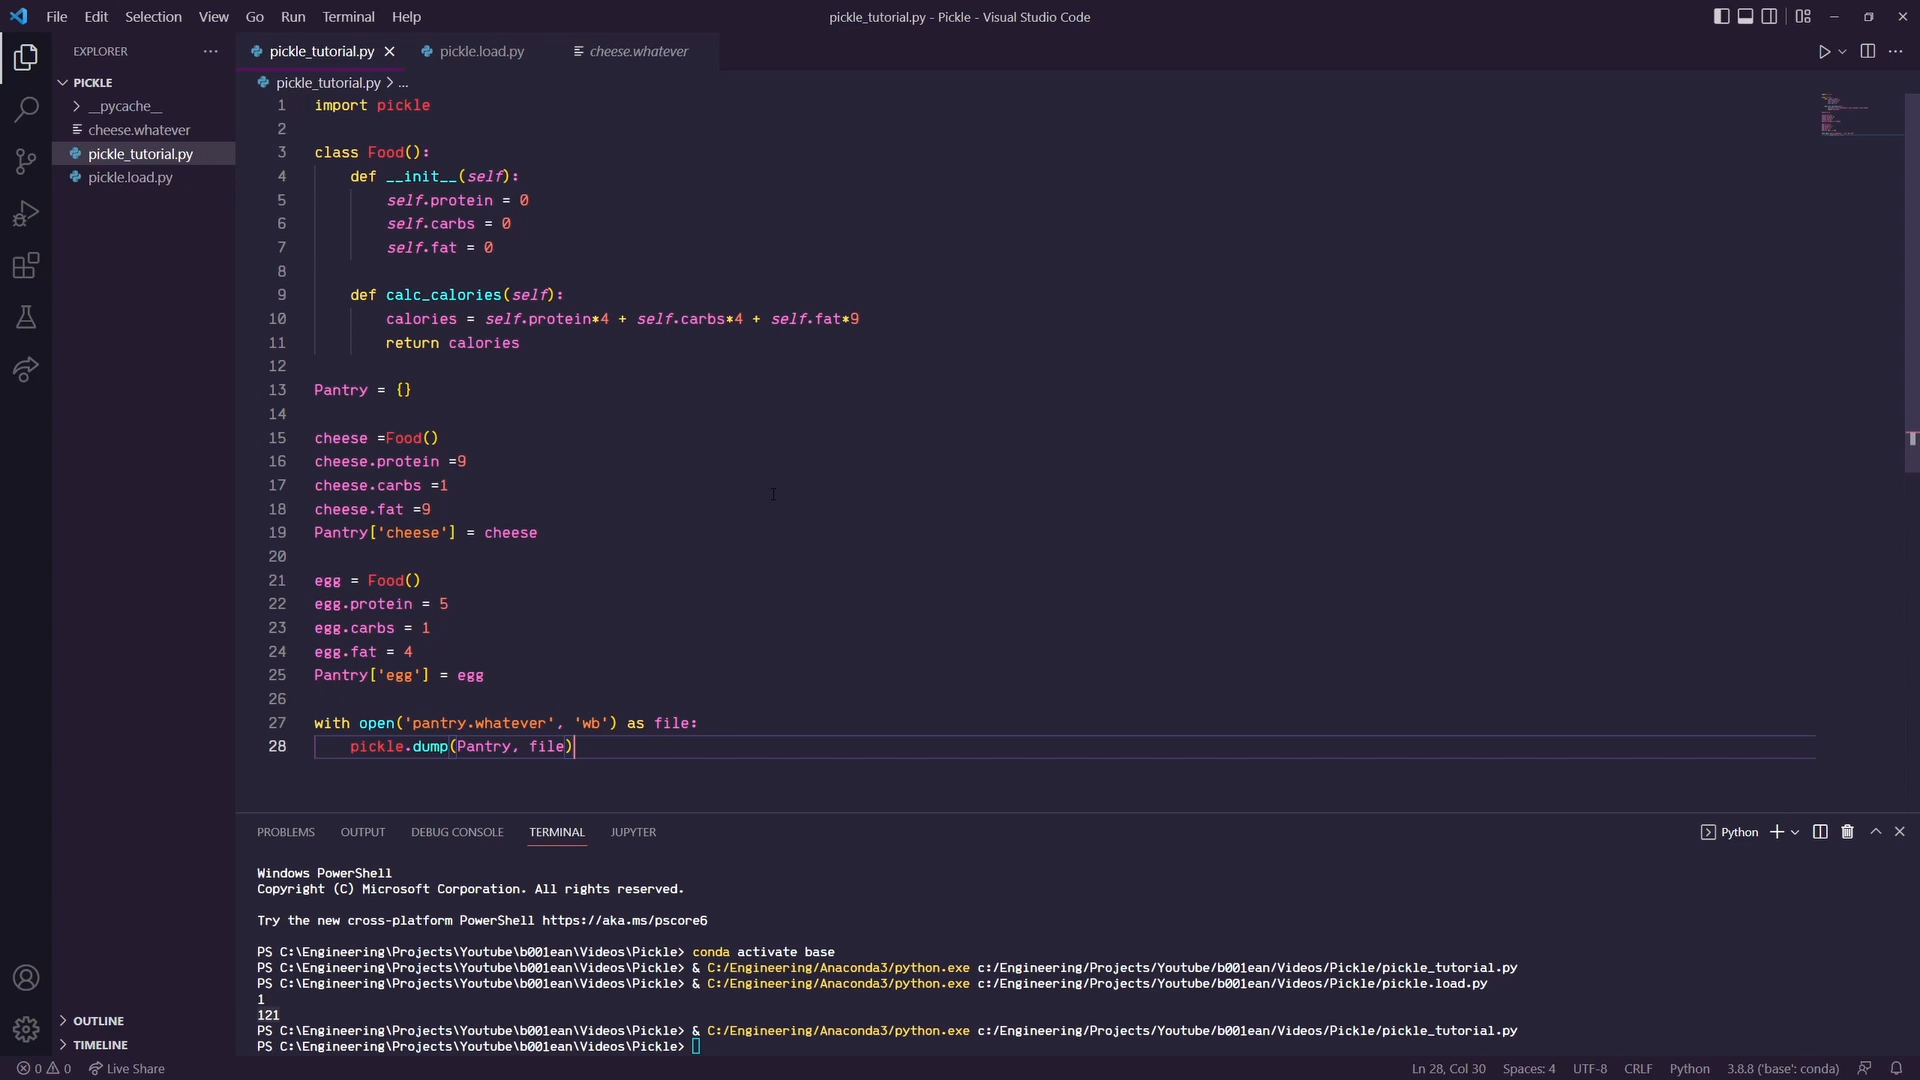 File Edit Selection View Go Run Terminal Help
pickle_tutorial.py - Pickle - Visual Studio Code
EXPLORER
PICKLE
__pycache__
cheese.whatever
pickle_tutorial.py
pickle.load.py
OUTLINE
TIMELINE
pickle_tutorial.py pickle.load.py cheese.whatever
pickle_tutorial.py > ...
1 import pickle
2
3 class Food():
4 def __init__(self):
5 self.protein = 0
6 self.carbs = 0
7 self.fat = 0
8
9 def calc_calories(self):
10 calories = self.protein*4 + self.carbs*4 + self.fat*9
11 return calories
12
13 Pantry = {}
14
15 cheese =Food()
16 cheese.protein =9
17 cheese.carbs =1
18 cheese.fat =9
19 Pantry['cheese'] = cheese
20
21 egg = Food()
22 egg.protein = 5
23 egg.carbs = 1
24 egg.fat = 4
25 Pantry['egg'] = egg
26
27 with open('pantry.whatever', 'wb') as file:
28 pickle.dump(Pantry, file)
PROBLEMS OUTPUT DEBUG CONSOLE TERMINAL JUPYTER
Python
Windows PowerShell
Copyright (C) Microsoft Corporation. All rights reserved.
Try the new cross-platform PowerShell https://aka.ms/pscore6
PS C:\Engineering\Projects\Youtube\b001ean\Videos\Pickle> conda activate base
PS C:\Engineering\Projects\Youtube\b001ean\Videos\Pickle> & C:/Engineering/Anaconda3/python.exe c:/Engineering/Projects/Youtube/b001ean/Videos/Pickle/pickle_tutorial.py
PS C:\Engineering\Projects\Youtube\b001ean\Videos\Pickle> & C:/Engineering/Anaconda3/python.exe c:/Engineering/Projects/Youtube/b001ean/Videos/Pickle/pickle.load.py
1
121
PS C:\Engineering\Projects\Youtube\b001ean\Videos\Pickle> & C:/Engineering/Anaconda3/python.exe c:/Engineering/Projects/Youtube/b001ean/Videos/Pickle/pickle_tutorial.py
PS C:\Engineering\Projects\Youtube\b001ean\Videos\Pickle>
0 0 Live Share
Ln 28, Col 30 Spaces: 4 UTF-8 CRLF Python 3.8.8 ('base': conda)